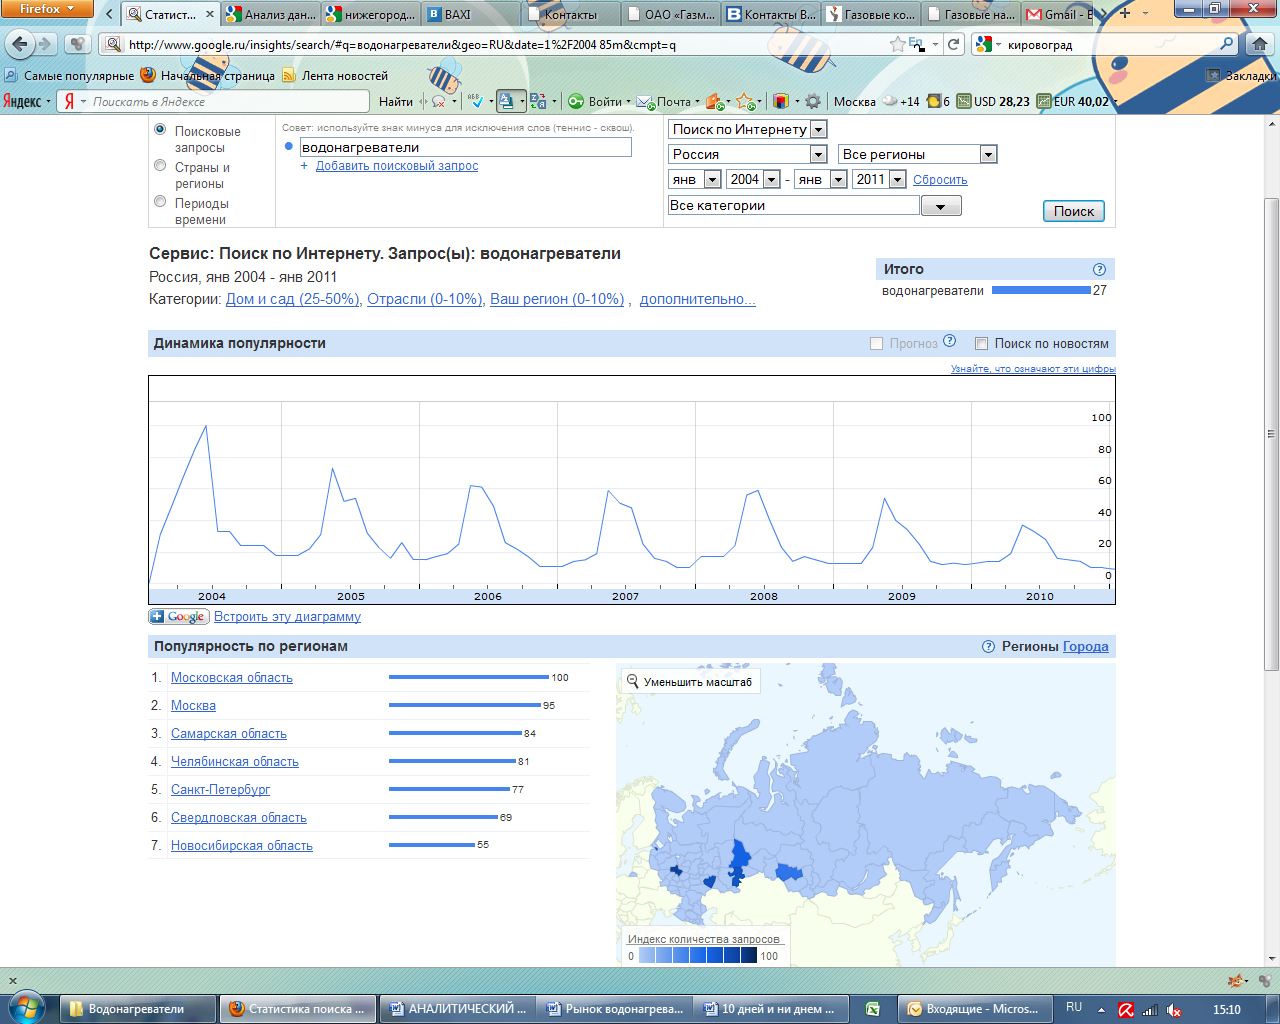 Firefox
Статист... Анализ дан... нижегород... BAXI Контакты ОАО «Газм... Контакты В... Газовые ко... Газовые на... Gmail - В
http://www.google.ru/insights/search/#q=водонагреватели&geo=RU&date=1%2F2004 85m&cmpt=q
кировоград
Самые популярные Начальная страница Лента новостей Закладки
Яндекс Поискать в Яндексе Найти Войти Почта Москва +14 6 USD 28,23 EUR 40,02
Поисковые запросы
Страны и регионы
Периоды времени
Совет: используйте знак минуса для исключения слов (теннис - сквош).
водонагреватели
+ Добавить поисковый запрос
Поиск по Интернету
Россия Все регионы
янв 2004 - янв 2011 Сбросить
Все категории
Поиск
Сервис: Поиск по Интернету. Запрос(ы): водонагреватели
Россия, янв 2004 - янв 2011
Категории: Дом и сад (25-50%), Отрасли (0-10%), Ваш регион (0-10%) , дополнительно...
Итого
водонагреватели 27
Динамика популярности Прогноз Поиск по новостям
Узнайте, что означают эти цифры
100
80
60
40
20
0
2004 2005 2006 2007 2008 2009 2010
Google Встроить эту диаграмму
Популярность по регионам Регионы Города
1. Московская область 100
2. Москва 95
3. Самарская область 84
4. Челябинская область 81
5. Санкт-Петербург 77
6. Свердловская область 69
7. Новосибирская область 55
Уменьшить масштаб
Индекс количества запросов
0 100
Водонагреватели Статистика поиска ... АНАЛИТИЧЕСКИЙ ... Рынок водонагрева... 10 дней и ни днем ... Входящие - Micros... RU 15:10